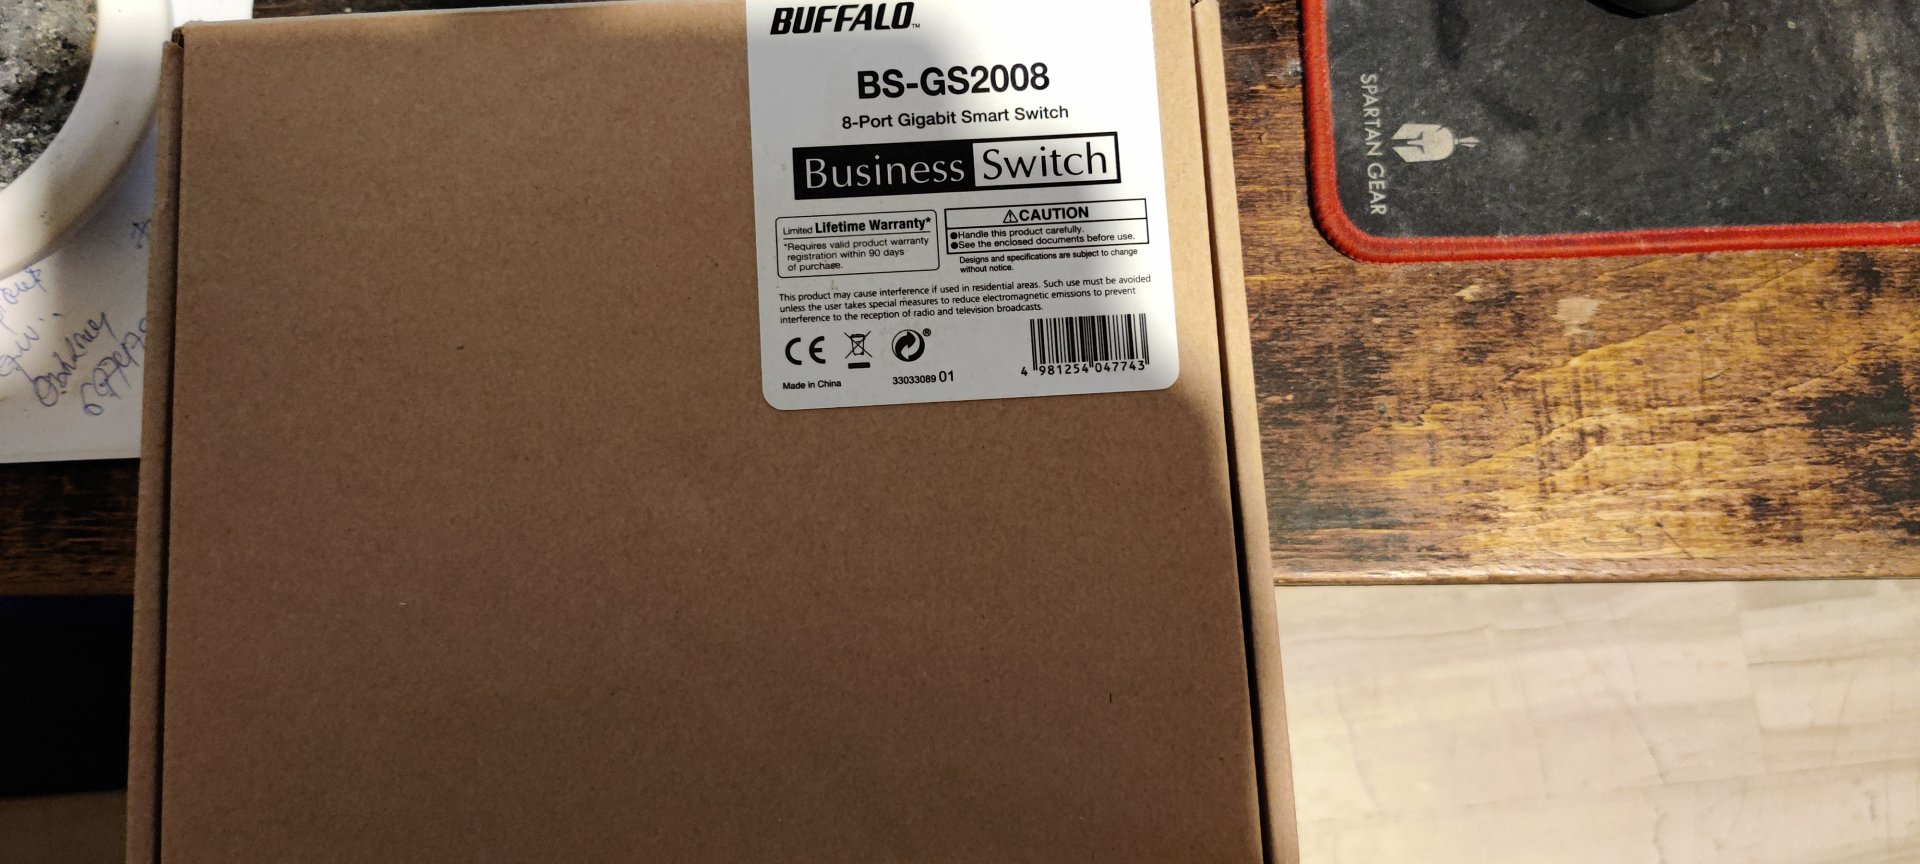 BUFFALO™
BS-GS2008
8-Port Gigabit Smart Switch
Business Switch
Limited Lifetime Warranty*
*Requires valid product warranty
registration within 90 days
of purchase.
⚠CAUTION
●Handle this product carefully.
●See the enclosed documents before use.
Designs and specifications are subject to change
without notice.
This product may cause interference if used in residential areas. Such use must be avoided
unless the user takes special measures to reduce electromagnetic emissions to prevent
interference to the reception of radio and television broadcasts.
CE
®
Made in China
33033089 01
4 981254 047743
SPARTAN GEAR